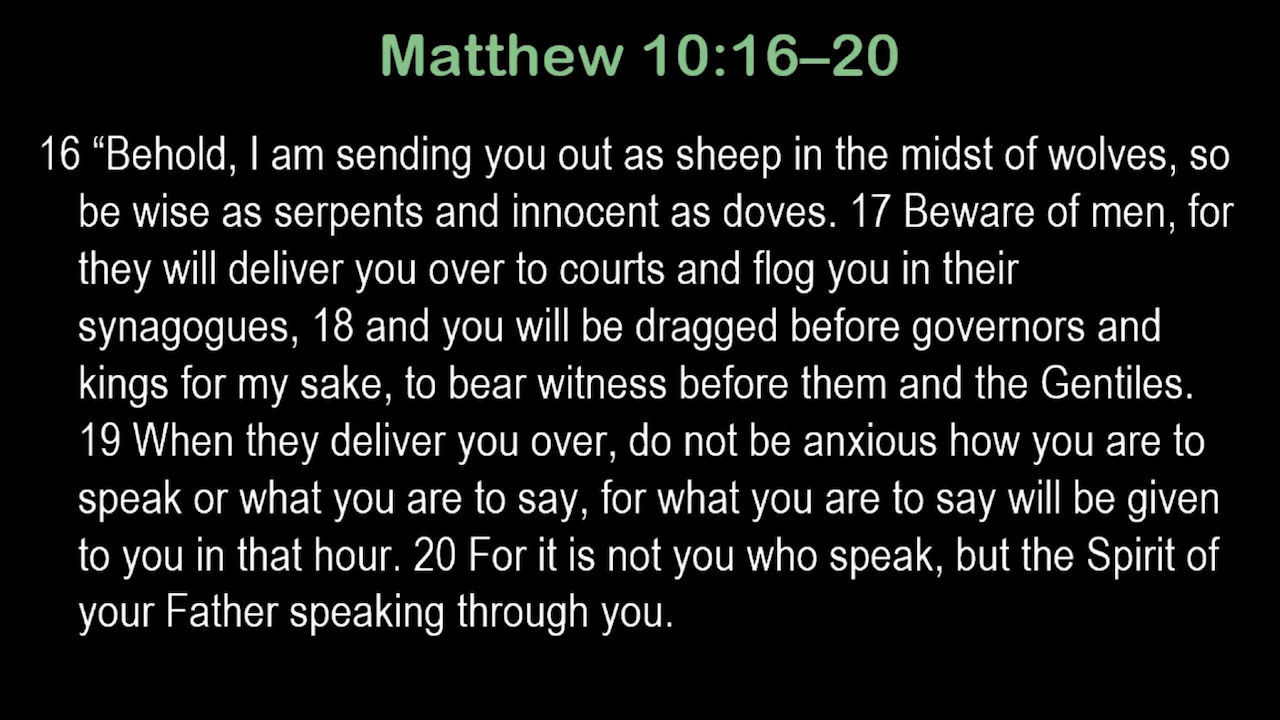 Matthew 10:16–20
16 “Behold, I am sending you out as sheep in the midst of wolves, so
be wise as serpents and innocent as doves. 17 Beware of men, for
they will deliver you over to courts and flog you in their
synagogues, 18 and you will be dragged before governors and
kings for my sake, to bear witness before them and the Gentiles.
19 When they deliver you over, do not be anxious how you are to
speak or what you are to say, for what you are to say will be given
to you in that hour. 20 For it is not you who speak, but the Spirit of
your Father speaking through you.